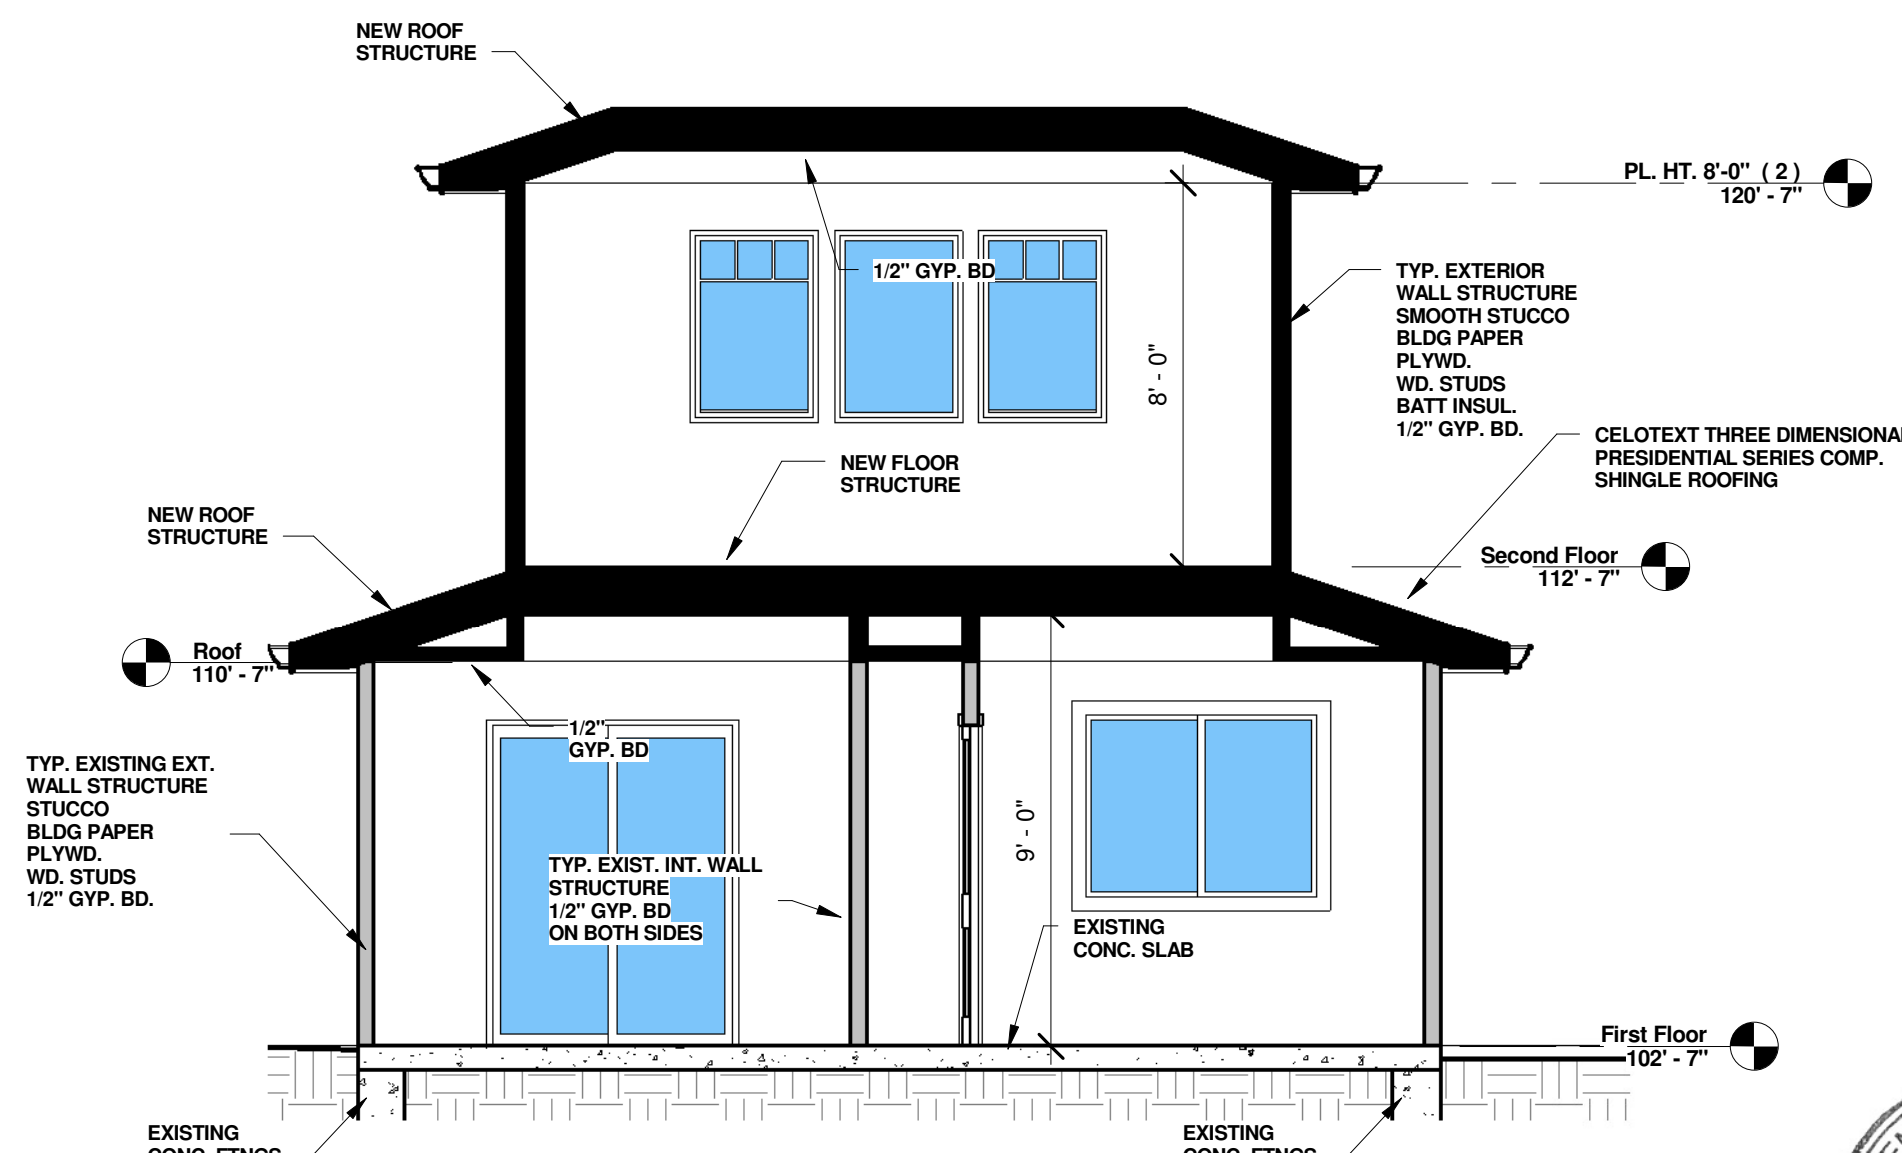 NEW ROOF
STRUCTURE
PL. HT. 8'-0" ( 2 )
120' - 7"
1/2" GYP. BD
TYP. EXTERIOR
WALL STRUCTURE
SMOOTH STUCCO
BLDG PAPER
PLYWD.
WD. STUDS
BATT INSUL.
1/2" GYP. BD.
8' - 0"
CELOTEXT THREE DIMENSIONAL
PRESIDENTIAL SERIES COMP.
SHINGLE ROOFING
NEW FLOOR
STRUCTURE
NEW ROOF
STRUCTURE
Second Floor
112' - 7"
Roof
110' - 7"
1/2"
GYP. BD
TYP. EXISTING EXT.
WALL STRUCTURE
STUCCO
BLDG PAPER
PLYWD.
WD. STUDS
1/2" GYP. BD.
TYP. EXIST. INT. WALL
STRUCTURE
1/2" GYP. BD
ON BOTH SIDES
9' - 0"
EXISTING
CONC. SLAB
First Floor
102' - 7"
EXISTING
CONC. FTNGS
EXISTING
CONC. FTNGS